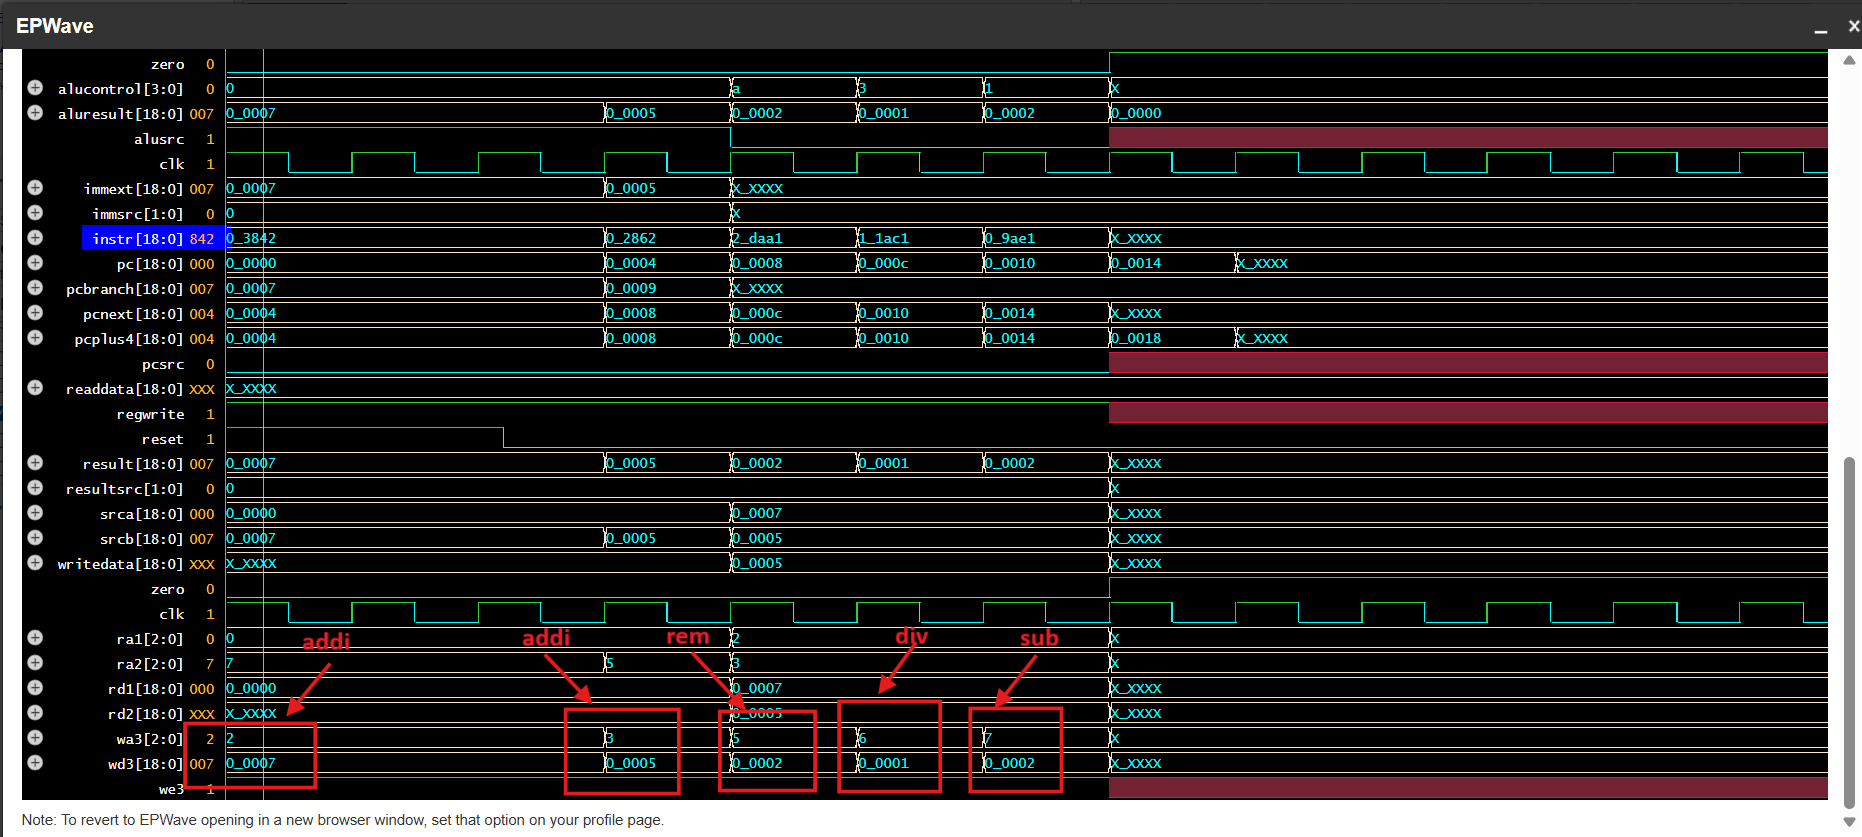 EPWave
zero 0
alucontrol[3:0] 0 0 a 3 1 X
aluresult[18:0] 007 0_0007 0_0005 0_0002 0_0001 0_0002 0_0000
alusrc 1
clk 1
immext[18:0] 007 0_0007 0_0005 X_XXXX
immsrc[1:0] 0 0 X
instr[18:0] 842 0_3842 0_2862 2_daa1 1_1ac1 0_9ae1 X_XXXX
pc[18:0] 000 0_0000 0_0004 0_0008 0_000c 0_0010 0_0014 X_XXXX
pcbranch[18:0] 007 0_0007 0_0009 X_XXXX
pcnext[18:0] 004 0_0004 0_0008 0_000c 0_0010 0_0014 X_XXXX
pcplus4[18:0] 004 0_0004 0_0008 0_000c 0_0010 0_0014 0_0018 X_XXXX
pcsrc 0
readdata[18:0] XXX X_XXXX
regwrite 1
reset 1
result[18:0] 007 0_0007 0_0005 0_0002 0_0001 0_0002 X_XXXX
resultsrc[1:0] 0 0 X
srca[18:0] 000 0_0000 0_0007 X_XXXX
srcb[18:0] 007 0_0007 0_0005 0_0005 X_XXXX
writedata[18:0] XXX X_XXXX 0_0005 X_XXXX
zero 0
clk 1
addi addi rem div sub
ra1[2:0] 0 0 2 X
ra2[2:0] 7 7 5 3 X
rd1[18:0] 000 0_0000 0_0007 X_XXXX
rd2[18:0] XXX X_XXXX 0_0005 X_XXXX
wa3[2:0] 2 2 3 5 6 7 X
wd3[18:0] 007 0_0007 0_0005 0_0002 0_0001 0_0002 X_XXXX
we3 1
Note: To revert to EPWave opening in a new browser window, set that option on your profile page.